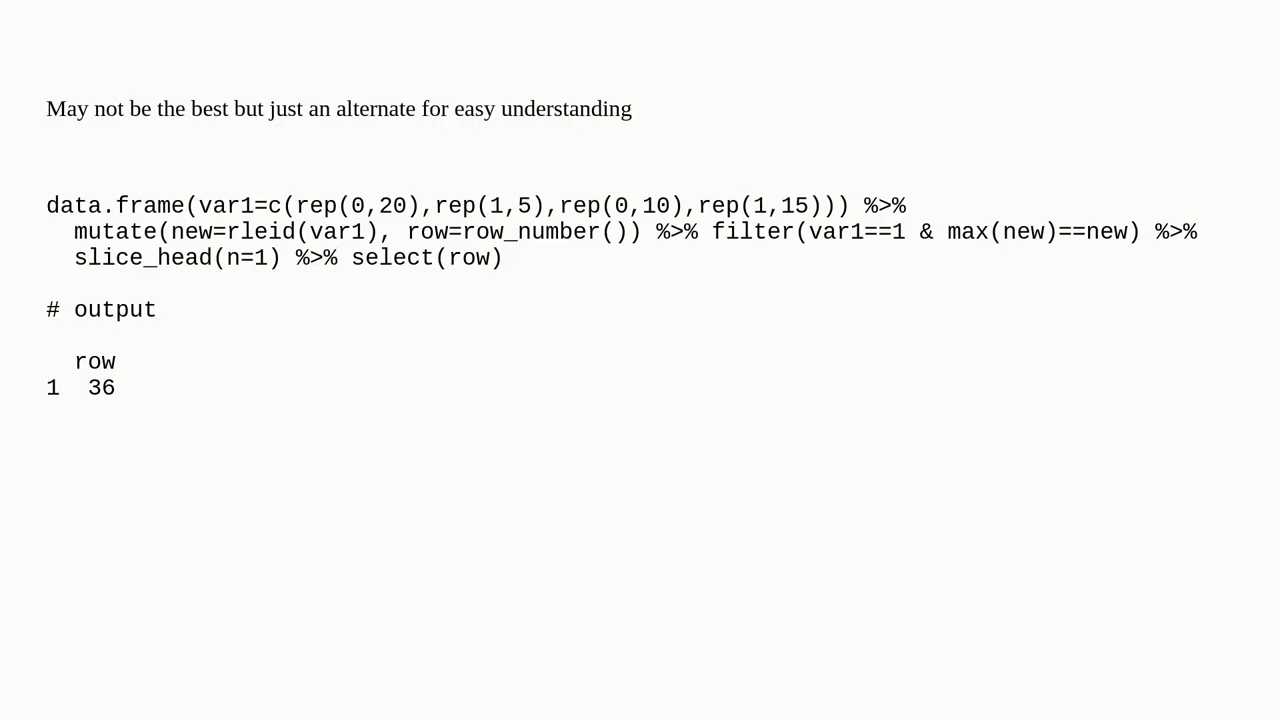 May not be the best but just an alternate for easy understanding
data.frame(var1=c(rep(0,20),rep(1,5),rep(0,10),rep(1,15))) %>%
  mutate(new=rleid(var1), row=row_number()) %>% filter(var1==1 & max(new)==new) %>%
  slice_head(n=1) %>% select(row)
# output
  row
1  36